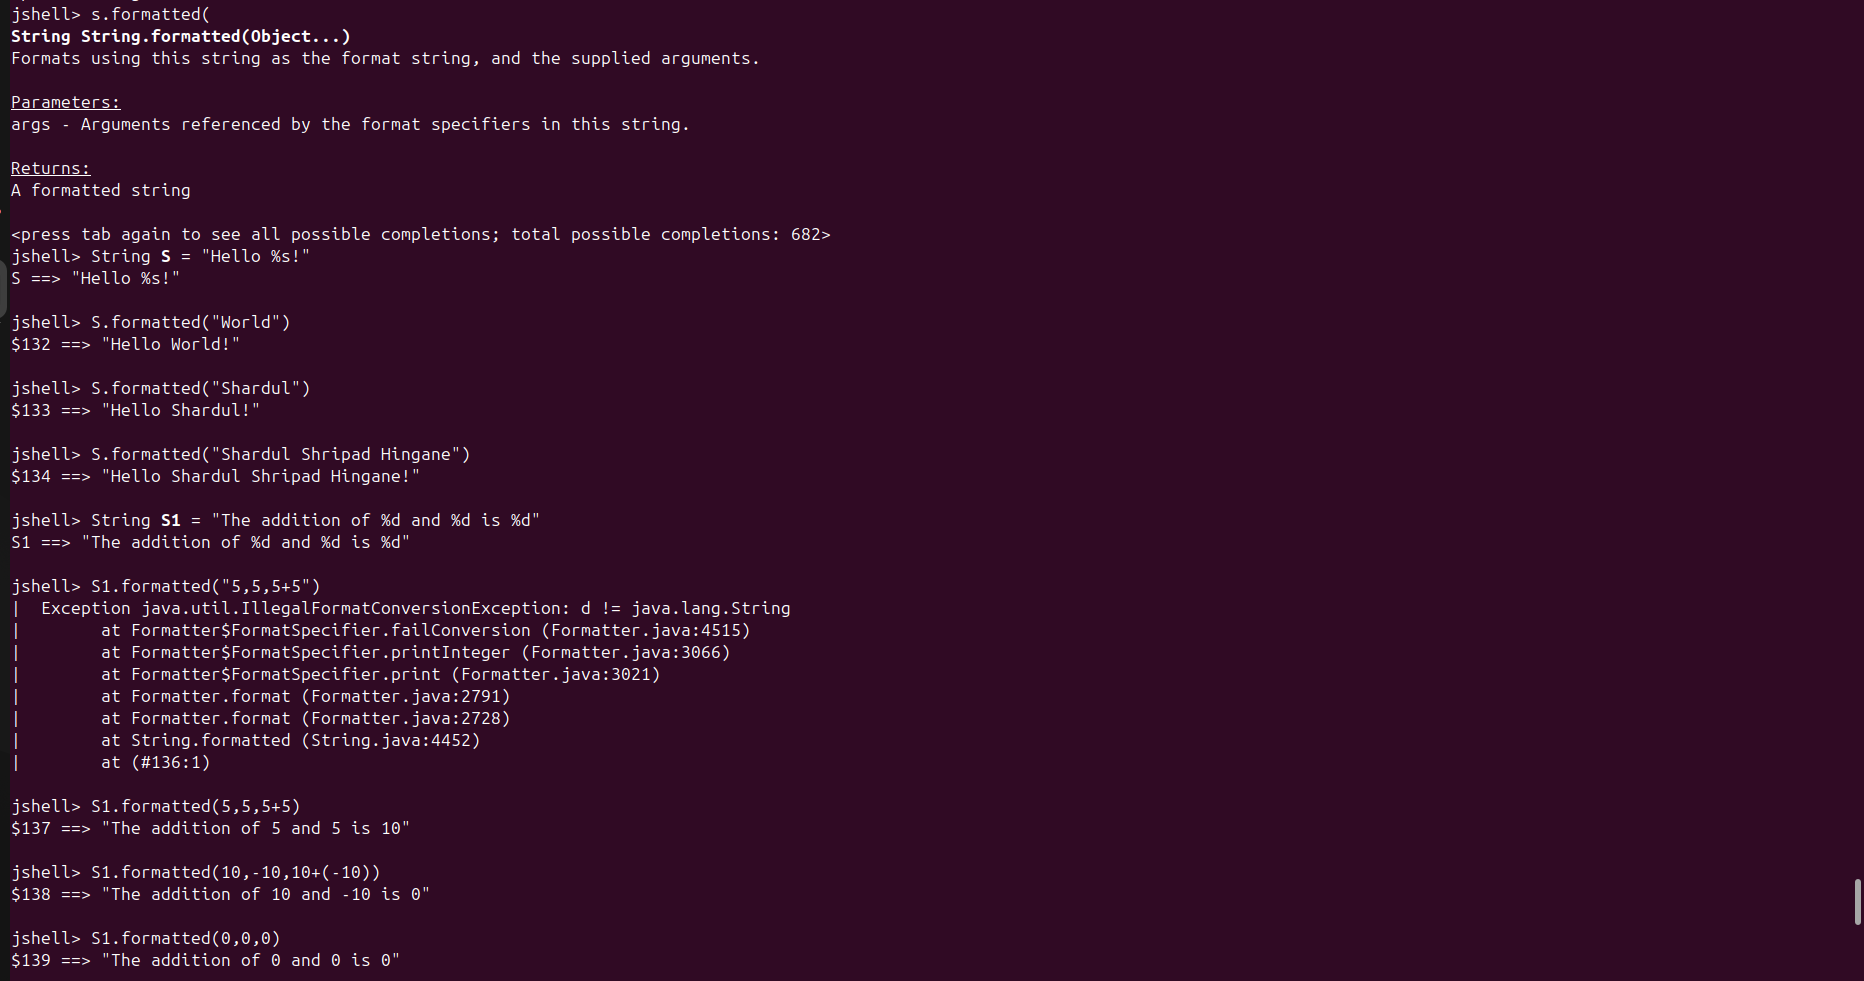 jshell> s.formatted(
String String.formatted(Object...)
Formats using this string as the format string, and the supplied arguments.
Parameters:
args - Arguments referenced by the format specifiers in this string.
Returns:
A formatted string
<press tab again to see all possible completions; total possible completions: 682>
jshell> String S = "Hello %s!"
S ==> "Hello %s!"
jshell> S.formatted("World")
$132 ==> "Hello World!"
jshell> S.formatted("Shardul")
$133 ==> "Hello Shardul!"
jshell> S.formatted("Shardul Shripad Hingane")
$134 ==> "Hello Shardul Shripad Hingane!"
jshell> String S1 = "The addition of %d and %d is %d"
S1 ==> "The addition of %d and %d is %d"
jshell> S1.formatted("5,5,5+5")
|  Exception java.util.IllegalFormatConversionException: d != java.lang.String
|        at Formatter$FormatSpecifier.failConversion (Formatter.java:4515)
|        at Formatter$FormatSpecifier.printInteger (Formatter.java:3066)
|        at Formatter$FormatSpecifier.print (Formatter.java:3021)
|        at Formatter.format (Formatter.java:2791)
|        at Formatter.format (Formatter.java:2728)
|        at String.formatted (String.java:4452)
|        at (#136:1)
jshell> S1.formatted(5,5,5+5)
$137 ==> "The addition of 5 and 5 is 10"
jshell> S1.formatted(10,-10,10+(-10))
$138 ==> "The addition of 10 and -10 is 0"
jshell> S1.formatted(0,0,0)
$139 ==> "The addition of 0 and 0 is 0"